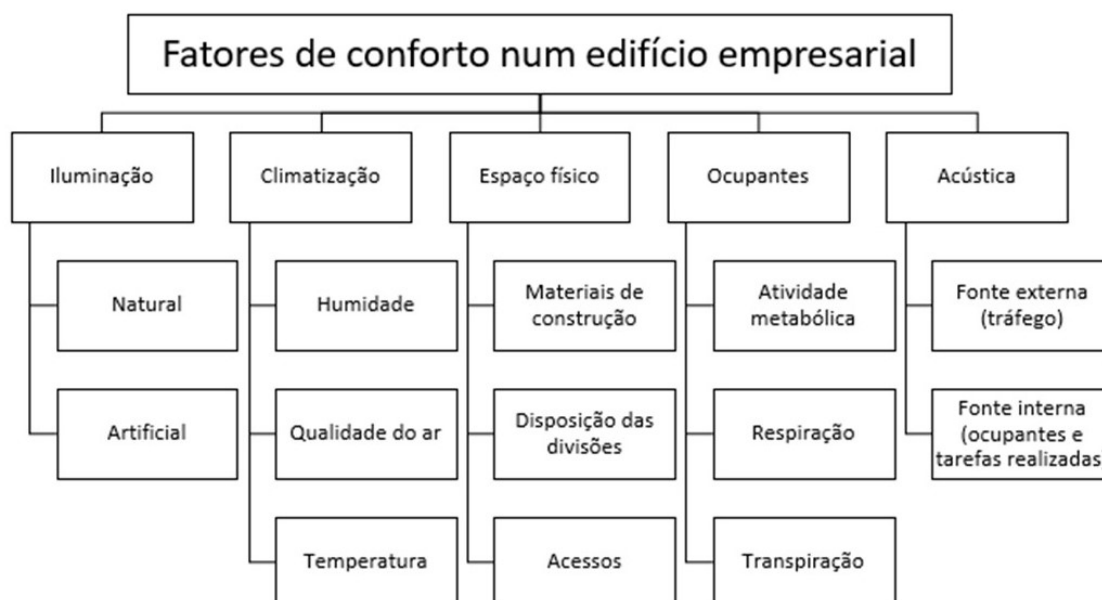 Fatores de conforto num edifício empresarial
Iluminação
Climatização
Espaço físico
Ocupantes
Acústica
Natural
Humidade
Materiais de
construção
Atividade
metabólica
Fonte externa
(tráfego)
Artificial
Qualidade do ar
Disposição das
divisões
Respiração
Fonte interna
(ocupantes e
tarefas realizadas
Temperatura
Acessos
Transpiração